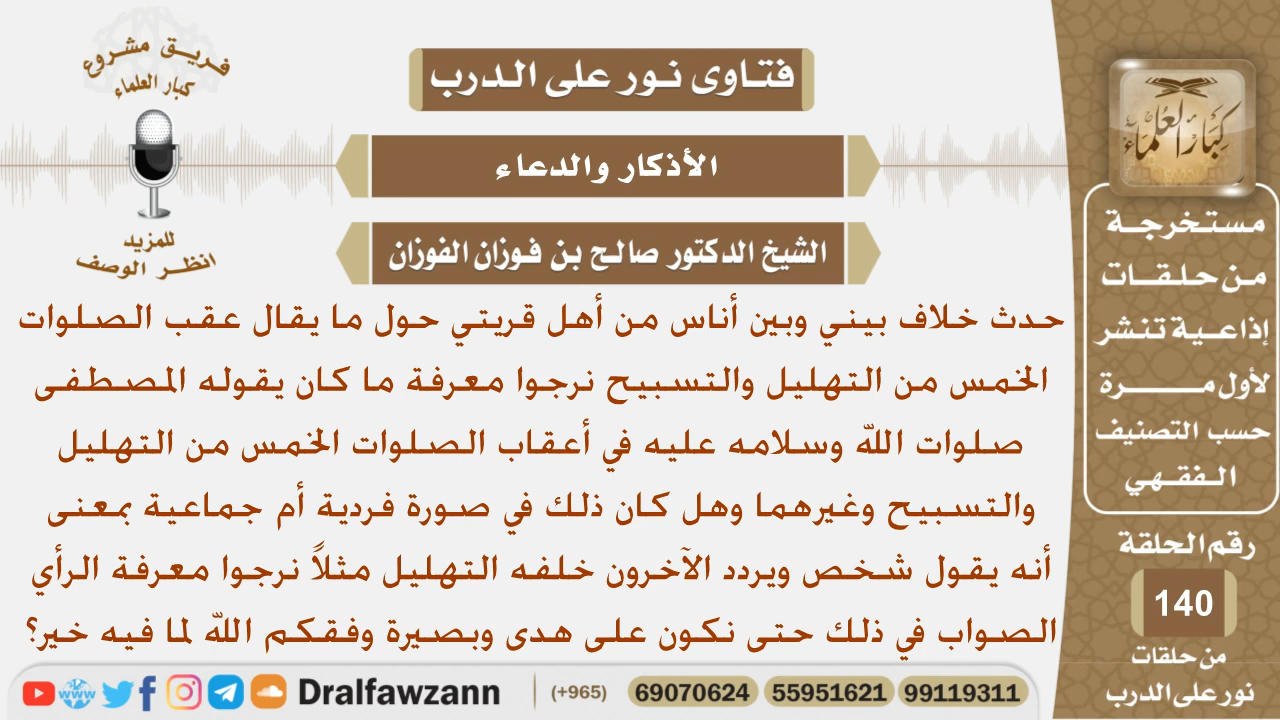 فريق مشروع
كبار العلماء
للمزيد
انظر الوصف
فتاوى نور على الدرب
الأذكار والدعاء
الشيخ الدكتور صالح بن فوزان الفوزان
حدث خلاف بيني وبين أناس من أهل قريتي حول ما يقال عقب الصلوات
الخمس من التهليل والتسبيح نرجوا معرفة ما كان يقوله المصطفى
صلوات الله وسلامه عليه في أعقاب الصلوات الخمس من التهليل
والتسبيح وغيرهما وهل كان ذلك في صورة فردية أم جماعية بمعنى
أنه يقول شخص ويردد الآخرون خلفه التهليل مثلاً نرجوا معرفة الرأي
الصواب في ذلك حتى نكون على هدى وبصيرة وفقكم الله لما فيه خير؟
كبار العلماء
مستخرجة
من حلقات
إذاعية تنشر
لأول مرة
حسب التصنيف
الفقهي
رقم الحلقة
140
من حلقات
نور على الدرب
www Dralfawzann (+965) 69070624 55951621 99119311